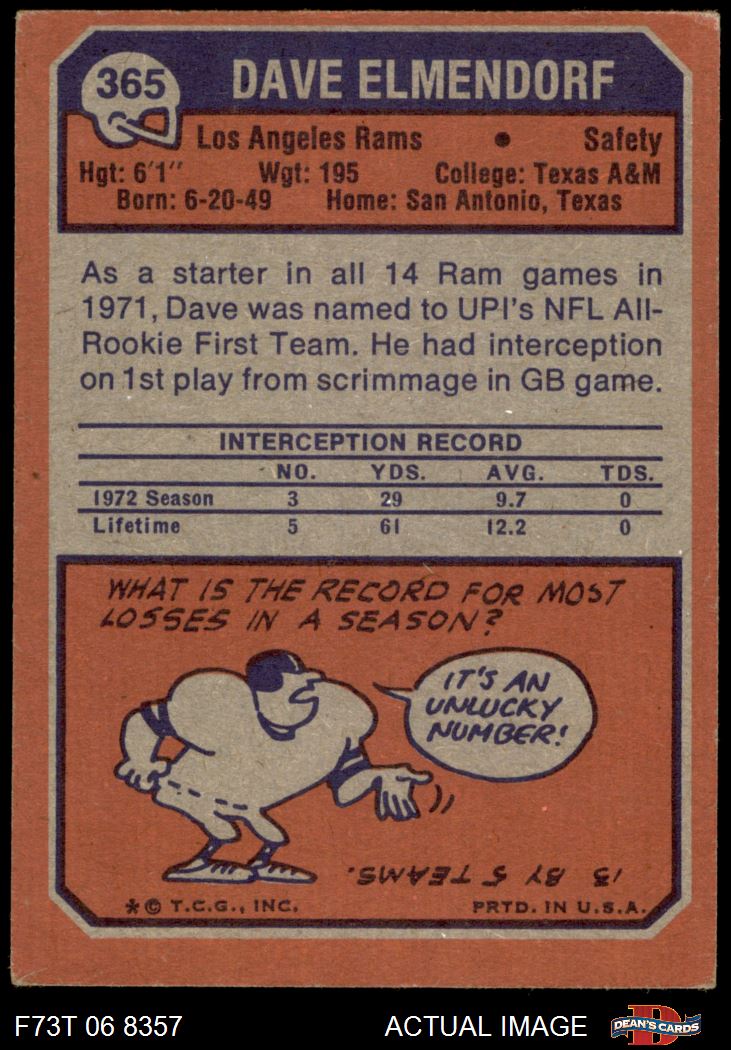 365
DAVE ELMENDORF
Los Angeles Rams • Safety
Hgt: 6'1" Wgt: 195 College: Texas A&M
Born: 6-20-49 Home: San Antonio, Texas
As a starter in all 14 Ram games in
1971, Dave was named to UPI's NFL All-
Rookie First Team. He had interception
on 1st play from scrimmage in GB game.
INTERCEPTION RECORD
NO. YDS. AVG. TDS.
1972 Season 3 29 9.7 0
Lifetime 5 61 12.2 0
WHAT IS THE RECORD FOR MOST
LOSSES IN A SEASON?
IT'S AN
UNLUCKY
NUMBER!
13 BY 5 TEAMS.
* © T.C.G., INC. PRTD. IN U.S.A.
F73T 06 8357 ACTUAL IMAGE
D
DEAN'S CARDS